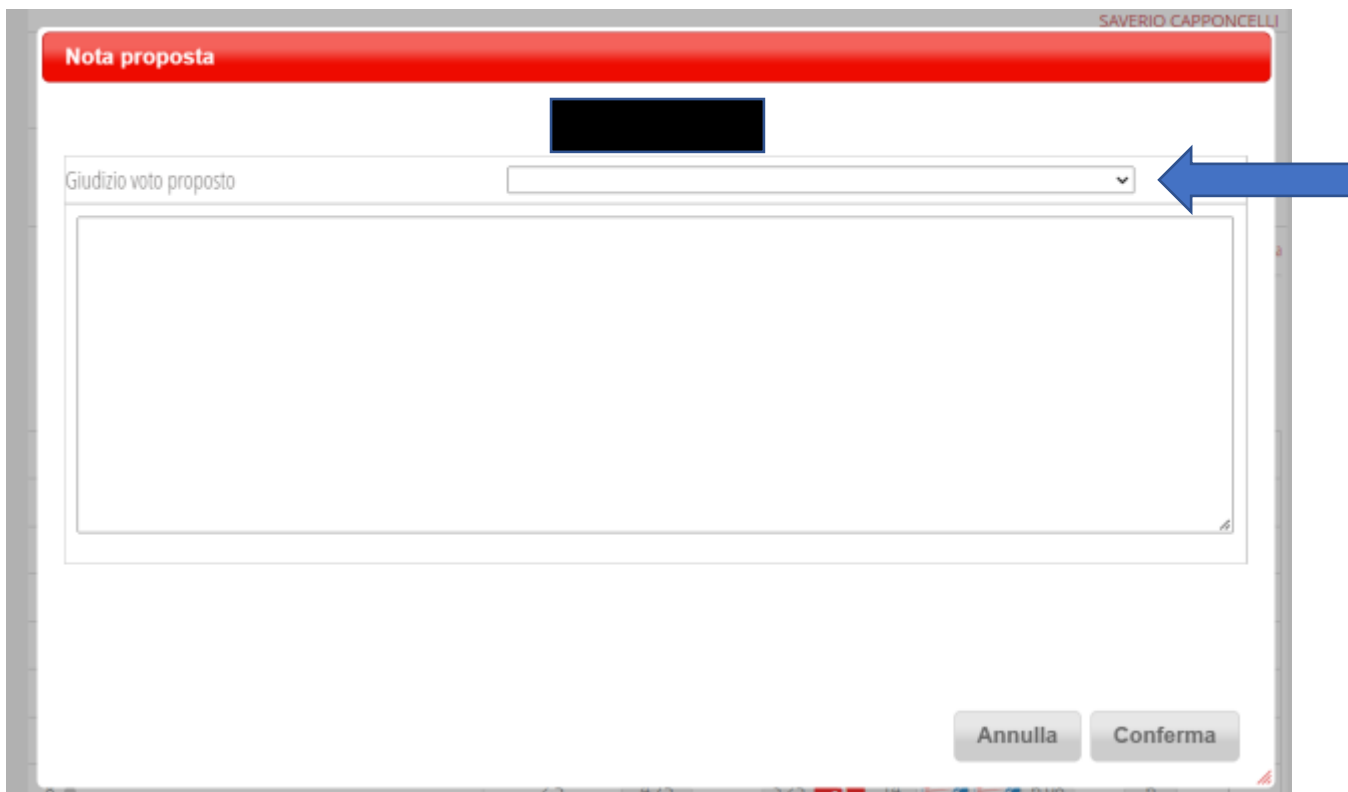 SAVERIO CAPPONCELLI
Nota proposta
Giudizio voto proposto
Annulla
Conferma